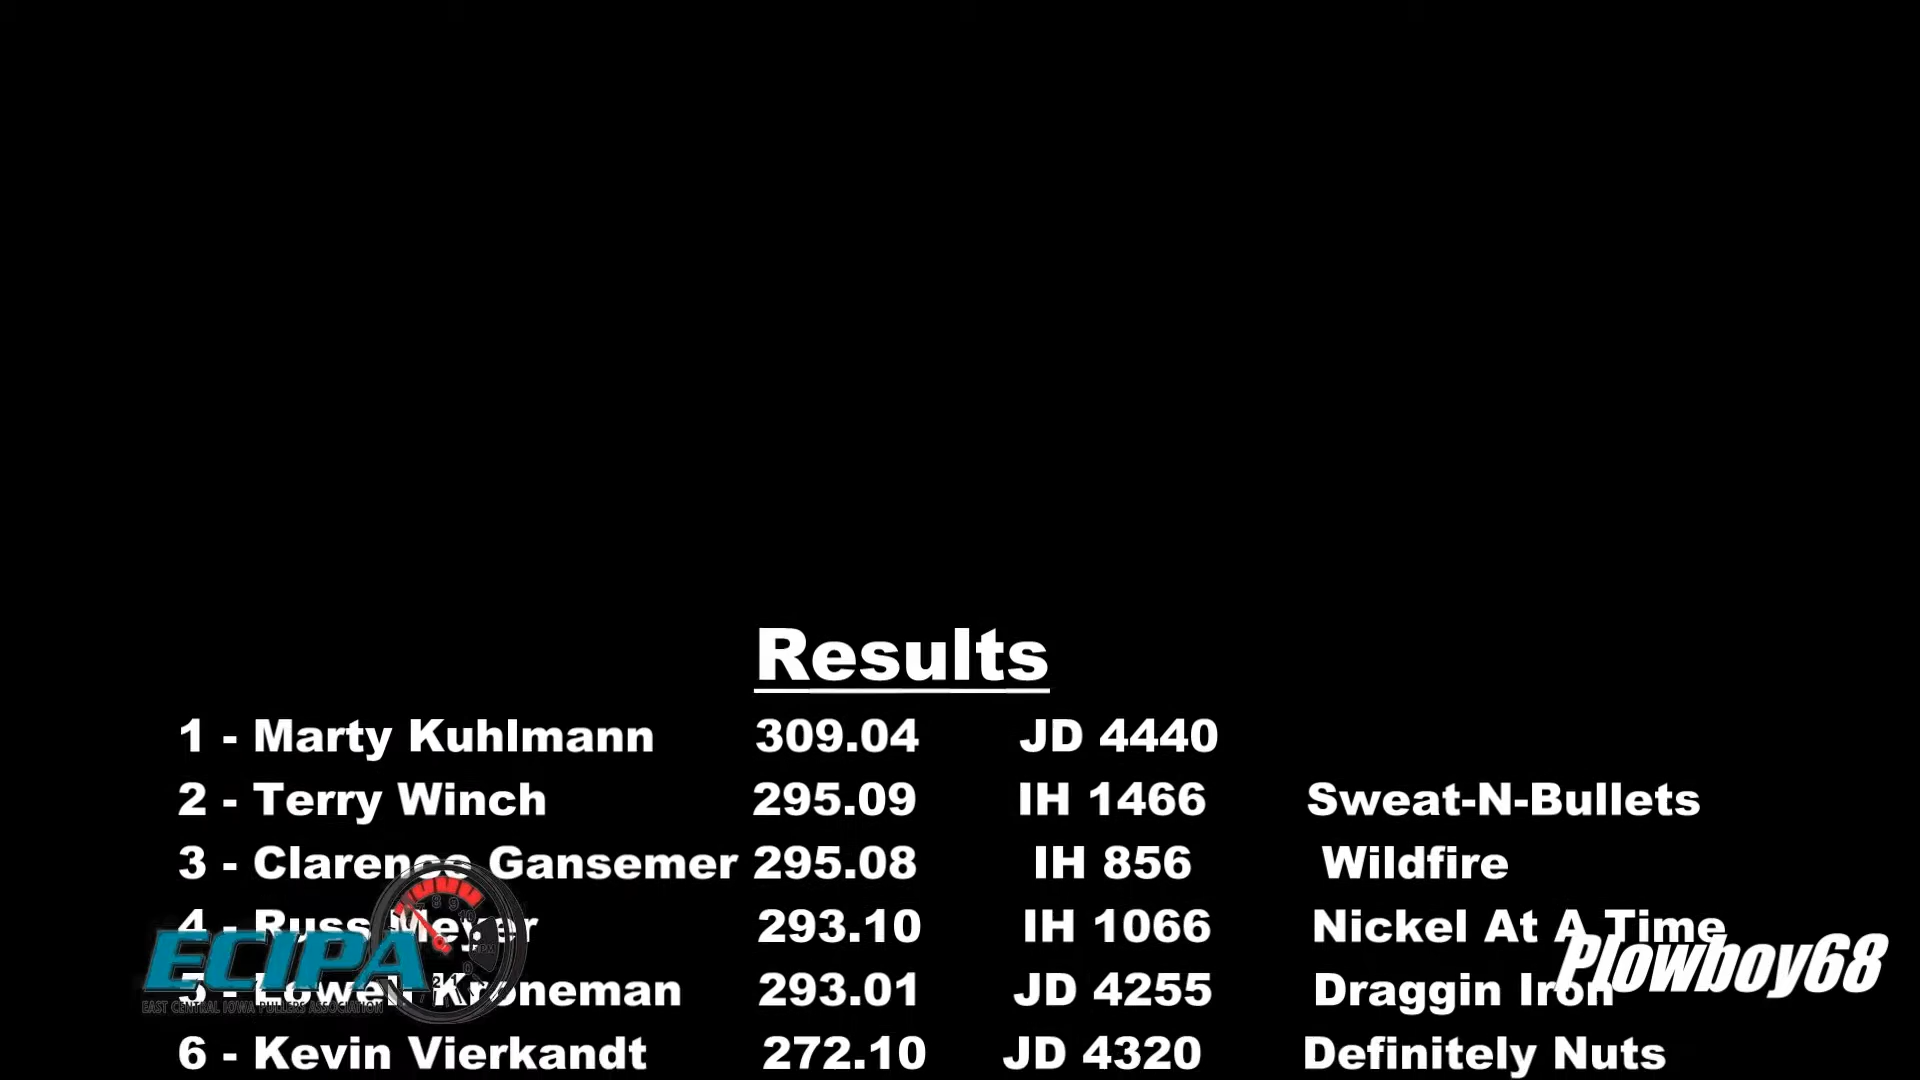 Results
1 - Marty Kuhlmann 309.04 JD 4440
2 - Terry Winch 295.09 IH 1466 Sweat-N-Bullets
3 - Clarence Gansemer 295.08 IH 856 Wildfire
4 - Russ Meyer 293.10 IH 1066 Nickel At A Time
5 - Lowell Kroneman 293.01 JD 4255 Draggin Iron
6 - Kevin Vierkandt 272.10 JD 4320 Definitely Nuts
ECIPA
EAST CENTRAL IOWA PULLERS ASSOCIATION
Plowboy68